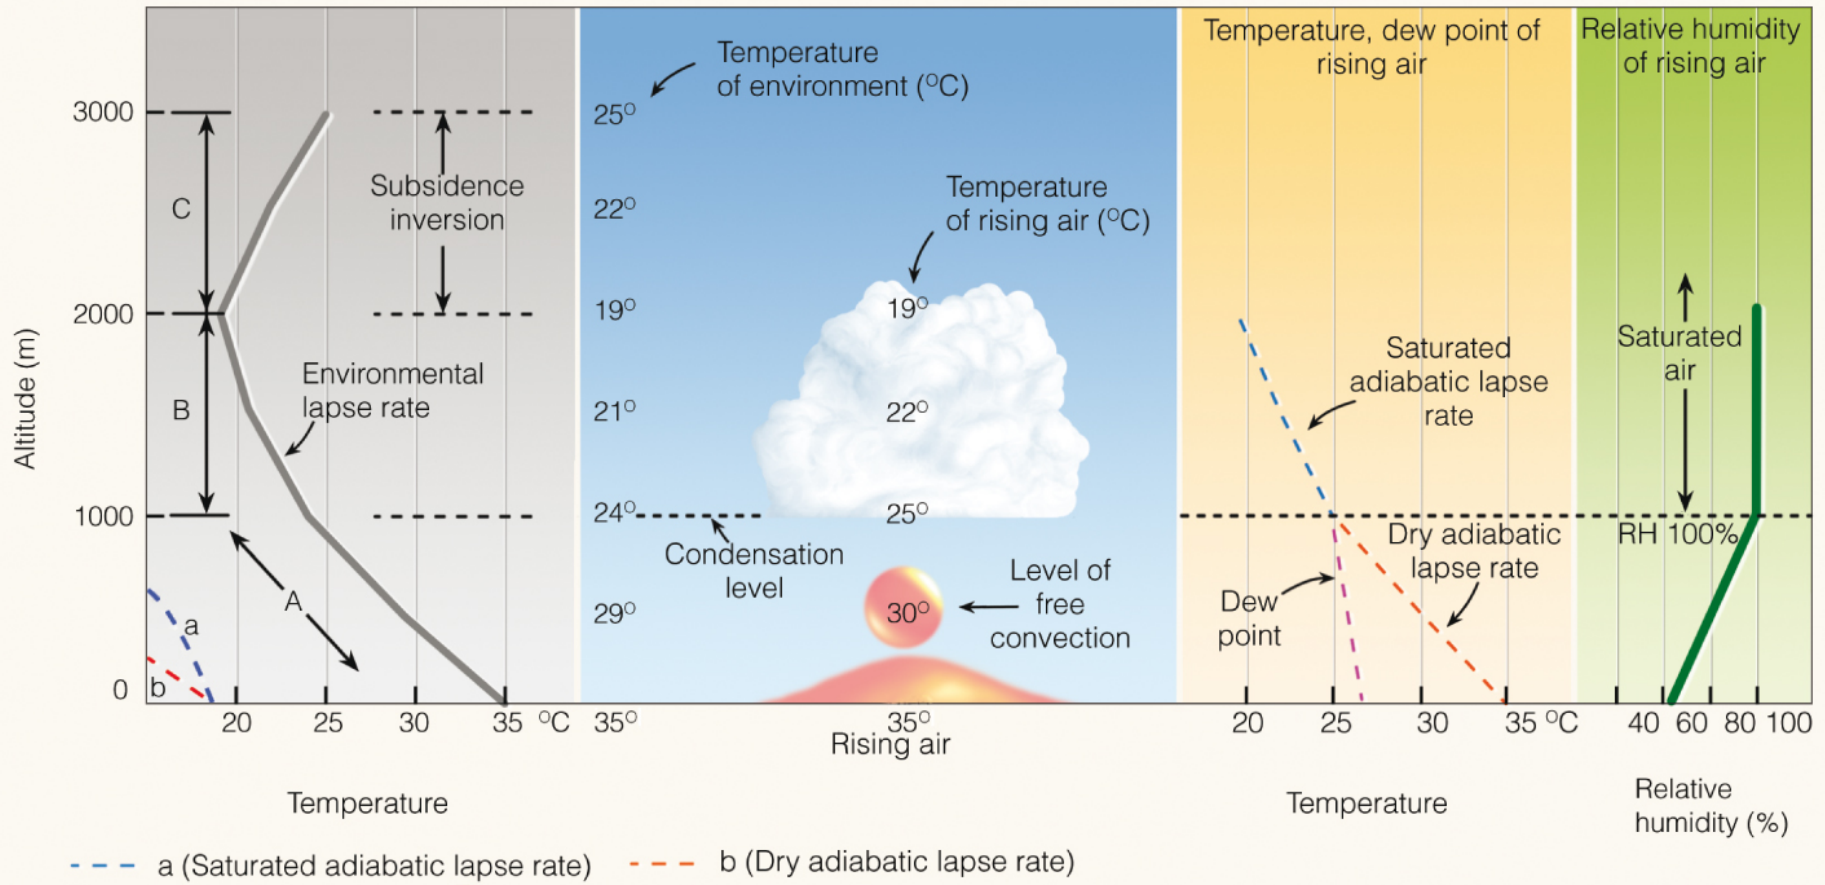 Altitude (m)
3000
2000
1000
0
C
B
A
a
b
Subsidence
inversion
Environmental
lapse rate
20
25
30
35
°C
Temperature
Temperature
of environment (°C)
25°
22°
19°
21°
24°
29°
35°
Temperature
of rising air (°C)
19°
22°
25°
30°
35°
Condensation
level
Level of
free
convection
Rising air
Temperature, dew point of
rising air
Saturated
adiabatic lapse
rate
Dry adiabatic
lapse rate
Dew
point
20
25
30
35 °C
Temperature
Relative humidity
of rising air
Saturated
air
RH 100%
40 60 80 100
Relative
humidity (%)
a (Saturated adiabatic lapse rate)
b (Dry adiabatic lapse rate)